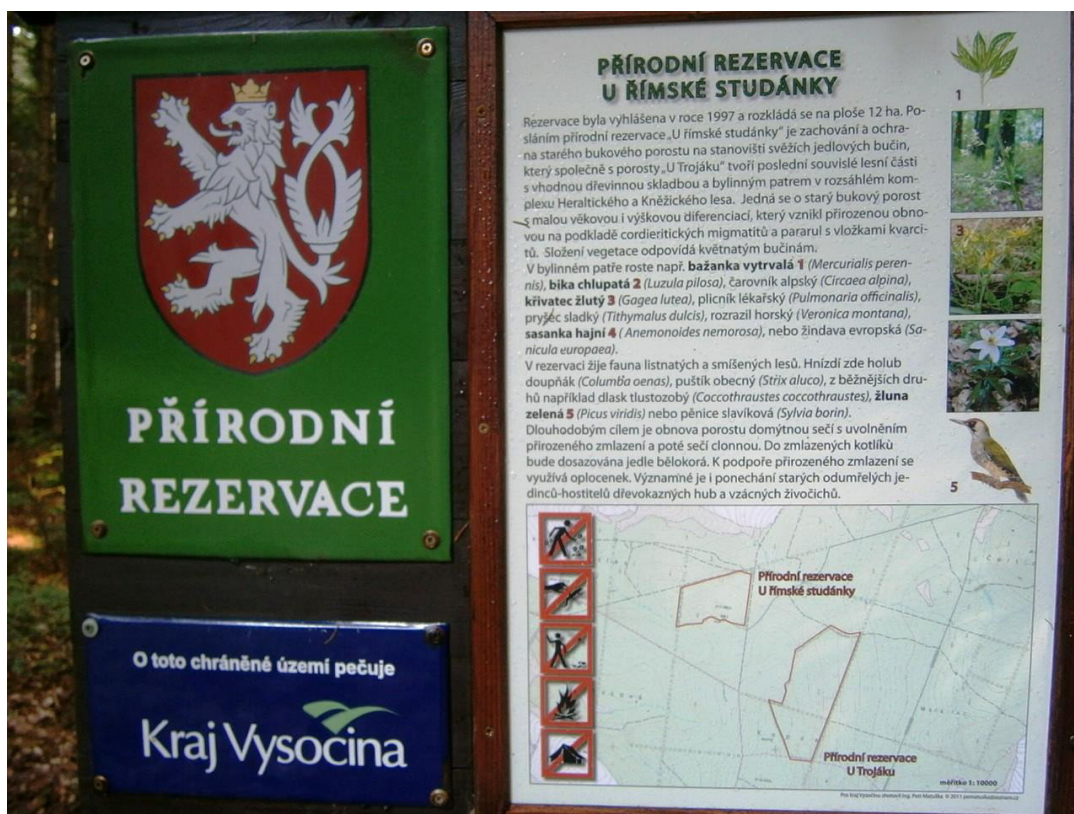 PŘÍRODNÍ
REZERVACE
O toto chráněné území pečuje
Kraj Vysočina
PŘÍRODNÍ REZERVACE
U ŘÍMSKÉ STUDÁNKY
Rezervace byla vyhlášena v roce 1997 a rozkládá se na ploše 12 ha. Po-
sláním přírodní rezervace „U římské studánky“ je zachování a ochra-
na starého bukového porostu na stanovišti svěžích jedlových bučin,
který společně s porosty „U Trojáku“ tvoří poslední souvislé lesní části
s vhodnou dřevinnou skladbou a bylinným patrem v rozsáhlém kom-
plexu Heraltického a Kněžického lesa. Jedná se o starý bukový porost
s malou věkovou i výškovou diferenciací, který vznikl přirozenou obno-
vou na podkladě cordieritických migmatitů a pararul s vložkami kvarci-
tů. Složení vegetace odpovídá květnatým bučinám.
V bylinném patře roste např. bažanka vytrvalá 1 (Mercurialis peren-
nis), bika chlupatá 2 (Luzula pilosa), čarovník alpský (Circaea alpina),
křivatec žlutý 3 (Gagea lutea), plicník lékařský (Pulmonaria officinalis),
pryšec sladký (Tithymalus dulcis), rozrazil horský (Veronica montana),
sasanka hajní 4 (Anemonoides nemorosa), nebo žindava evropská (Sa-
nicula europaea).
V rezervaci žije fauna listnatých a smíšených lesů. Hnízdí zde holub
doupňák (Columba oenas), puštík obecný (Strix aluco), z běžnějších dru-
hů například dlask tlustozobý (Coccothraustes coccothraustes), žluna
zelená 5 (Picus viridis) nebo pěnice slavíková (Sylvia borin).
Dlouhodobým cílem je obnova porostu domýtnou sečí s uvolněním
přirozeného zmlazení a poté sečí clonnou. Do zmlazených kotlíků
bude dosazována jedle bělokorá. K podpoře přirozeného zmlazení se
využívá oplocenek. Významné je i ponechání starých odumřelých je-
dinců-hostitelů dřevokazných hub a vzácných živočichů.
1
3
4
5
Přírodní rezervace
U římské studánky
Přírodní rezervace
U Trojáku
měřítko 1: 10000